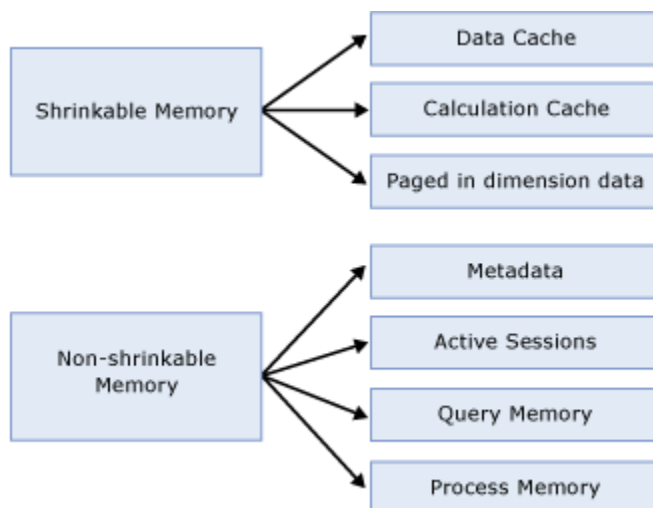 Shrinkable Memory
Data Cache
Calculation Cache
Paged in dimension data
Non-shrinkable
Memory
Metadata
Active Sessions
Query Memory
Process Memory